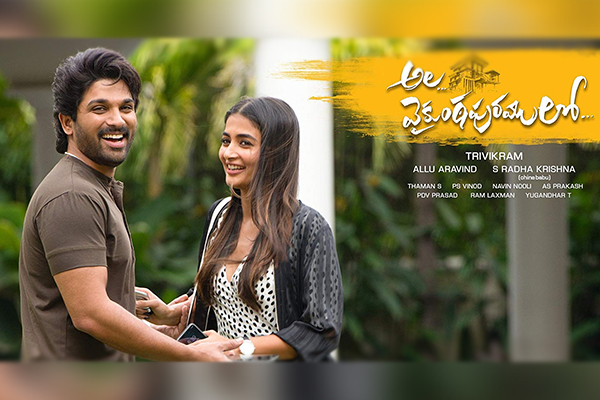 అల...
వైకుంఠపురములో...
TRIVIKRAM
ALLU ARAVIND S RADHA KRISHNA
(chinababu)
THAMAN S PS VINOD NAVIN NOOLI AS PRAKASH
PDV PRASAD RAM LAXMAN YUGANDHAR T